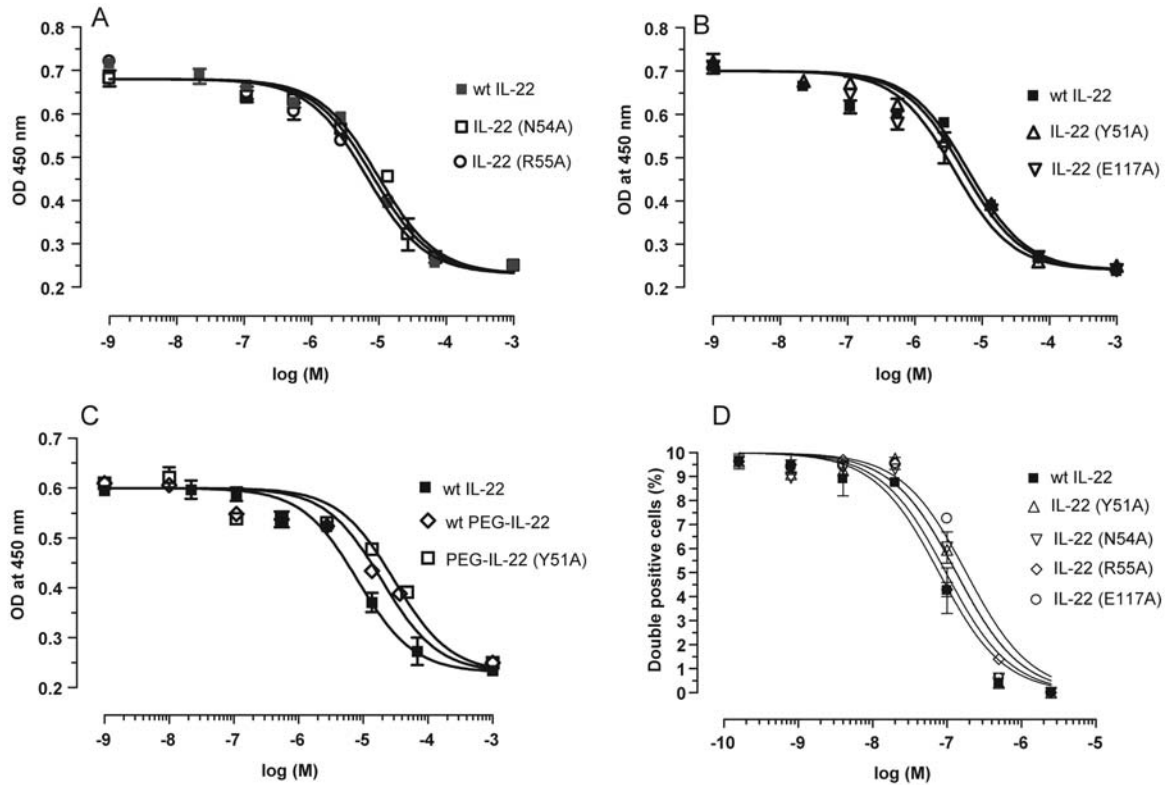 A
0.8
0.7
0.6
0.5
0.4
0.3
0.2
OD 450 nm
wt IL-22
IL-22 (N54A)
IL-22 (R55A)
-9 -8 -7 -6 -5 -4 -3
log (M)
B
0.8
0.7
0.6
0.5
0.4
0.3
0.2
OD at 450 nm
wt IL-22
IL-22 (Y51A)
IL-22 (E117A)
-9 -8 -7 -6 -5 -4 -3
log (M)
C
0.7
0.6
0.5
0.4
0.3
0.2
OD at 450 nm
wt IL-22
wt PEG-IL-22
PEG-IL-22 (Y51A)
-9 -8 -7 -6 -5 -4 -3
log (M)
D
10
9
8
7
6
5
4
3
2
1
0
Double positive cells (%)
wt IL-22
IL-22 (Y51A)
IL-22 (N54A)
IL-22 (R55A)
IL-22 (E117A)
-10 -9 -8 -7 -6 -5
log (M)